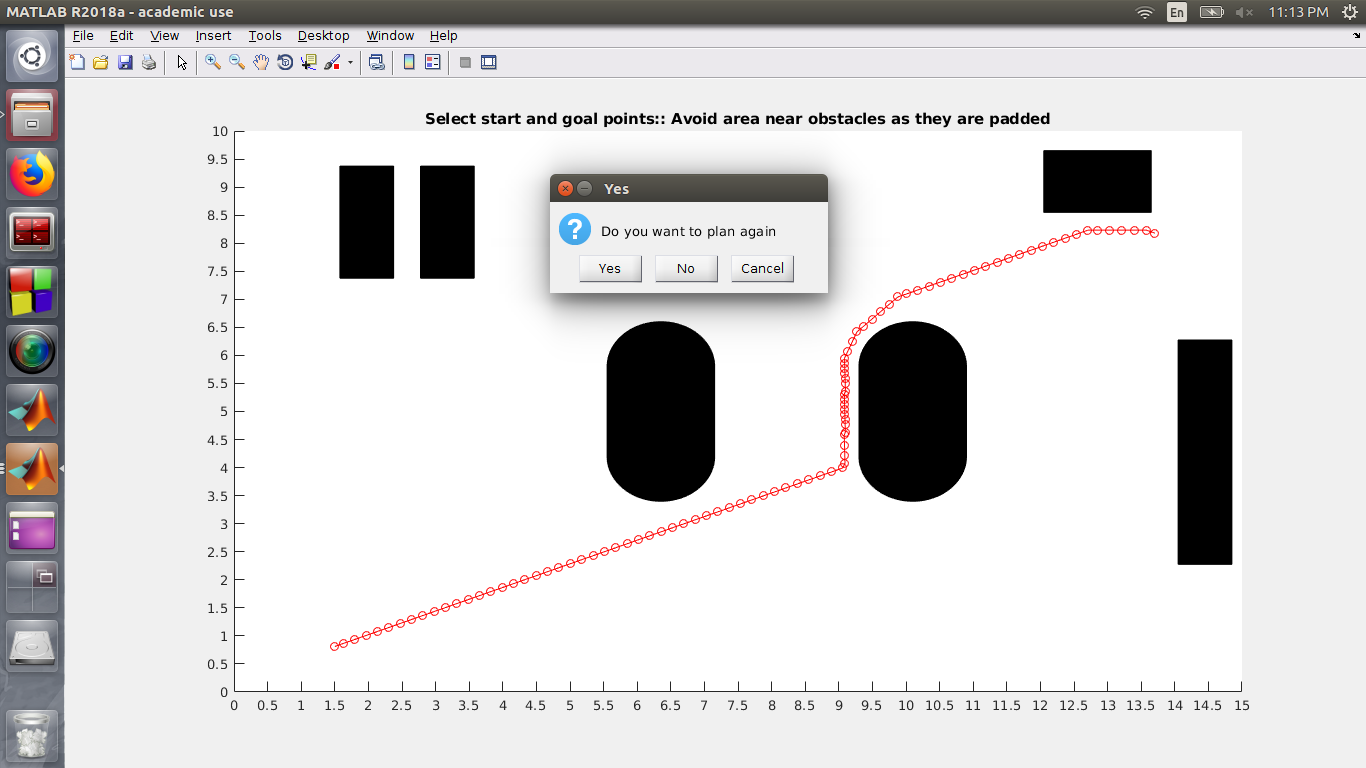 MATLAB R2018a - academic use
En
11:13 PM
File Edit View Insert Tools Desktop Window Help
Select start and goal points:: Avoid area near obstacles as they are padded
10
9.5
9
8.5
8
7.5
7
6.5
6
5.5
5
4.5
4
3.5
3
2.5
2
1.5
1
0.5
0
Yes
Do you want to plan again
Yes No Cancel
0 0.5 1 1.5 2 2.5 3 3.5 4 4.5 5 5.5 6 6.5 7 7.5 8 8.5 9 9.5 10 10.5 11 11.5 12 12.5 13 13.5 14 14.5 15